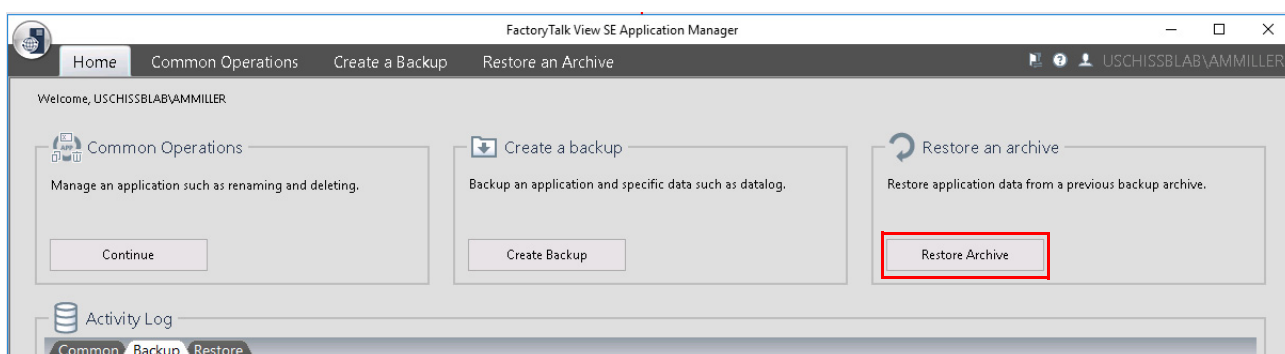 FactoryTalk View SE Application Manager
Home Common Operations Create a Backup Restore an Archive USCHISSBLAB\AMMILLER
Welcome, USCHISSBLAB\AMMILLER
Common Operations Create a backup Restore an archive
Manage an application such as renaming and deleting. Backup an application and specific data such as datalog. Restore application data from a previous backup archive.
Continue Create Backup Restore Archive
Activity Log
Common Backup Restore